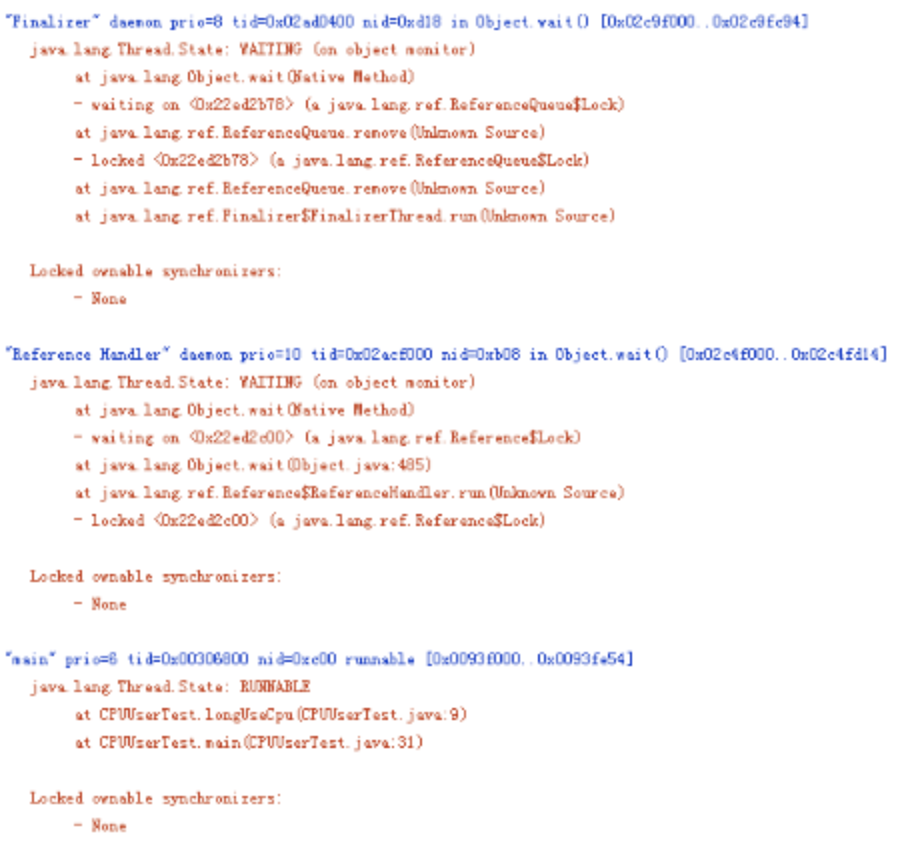 "Finalizer" daemon prio=8 tid=0x02ad0400 nid=0xd18 in Object.wait() [0x02c9f000..0x02c9fc94]
java.lang.Thread.State: WAITING (on object monitor)
at java.lang.Object.wait(Native Method)
- waiting on <0x22ed2b78> (a java.lang.ref.ReferenceQueue$Lock)
at java.lang.ref.ReferenceQueue.remove(Unknown Source)
- locked <0x22ed2b78> (a java.lang.ref.ReferenceQueue$Lock)
at java.lang.ref.ReferenceQueue.remove(Unknown Source)
at java.lang.ref.Finalizer$FinalizerThread.run(Unknown Source)
Locked ownable synchronizers:
- None
"Reference Handler" daemon prio=10 tid=0x02acf000 nid=0xb08 in Object.wait() [0x02c4f000..0x02c4fd14]
java.lang.Thread.State: WAITING (on object monitor)
at java.lang.Object.wait(Native Method)
- waiting on <0x22ed2c00> (a java.lang.ref.Reference$Lock)
at java.lang.Object.wait(Object.java:485)
at java.lang.ref.Reference$ReferenceHandler.run(Unknown Source)
- locked <0x22ed2c00> (a java.lang.ref.Reference$Lock)
Locked ownable synchronizers:
- None
"main" prio=6 tid=0x00306800 nid=0xc00 runnable [0x0093f000..0x0093fe54]
java.lang.Thread.State: RUNNABLE
at CPUUserTest.longUseCpu(CPUUserTest.java:9)
at CPUUserTest.main(CPUUserTest.java:31)
Locked ownable synchronizers:
- None